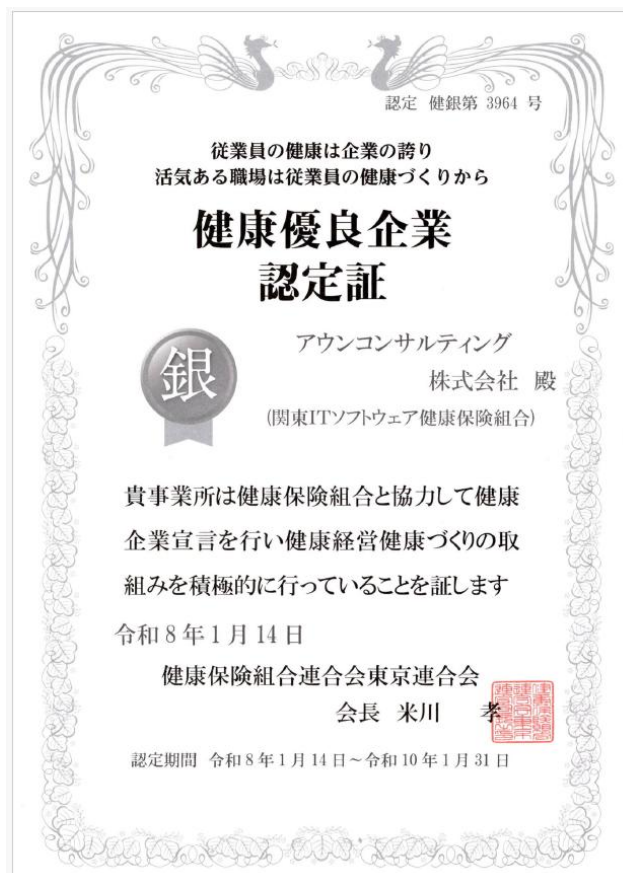 認定 健銀第 3964 号
従業員の健康は企業の誇り
活気ある職場は従業員の健康づくりから
健康優良企業
認定証
銀
アウンコンサルティング
株式会社 殿
(関東ITソフトウェア健康保険組合)
貴事業所は健康保険組合と協力して健康
企業宣言を行い健康経営健康づくりの取
組みを積極的に行っていることを証します
令和8年1月14日
健康保険組合連合会東京連合会
会長 米川 孝
認定期間 令和8年1月14日～令和10年1月31日